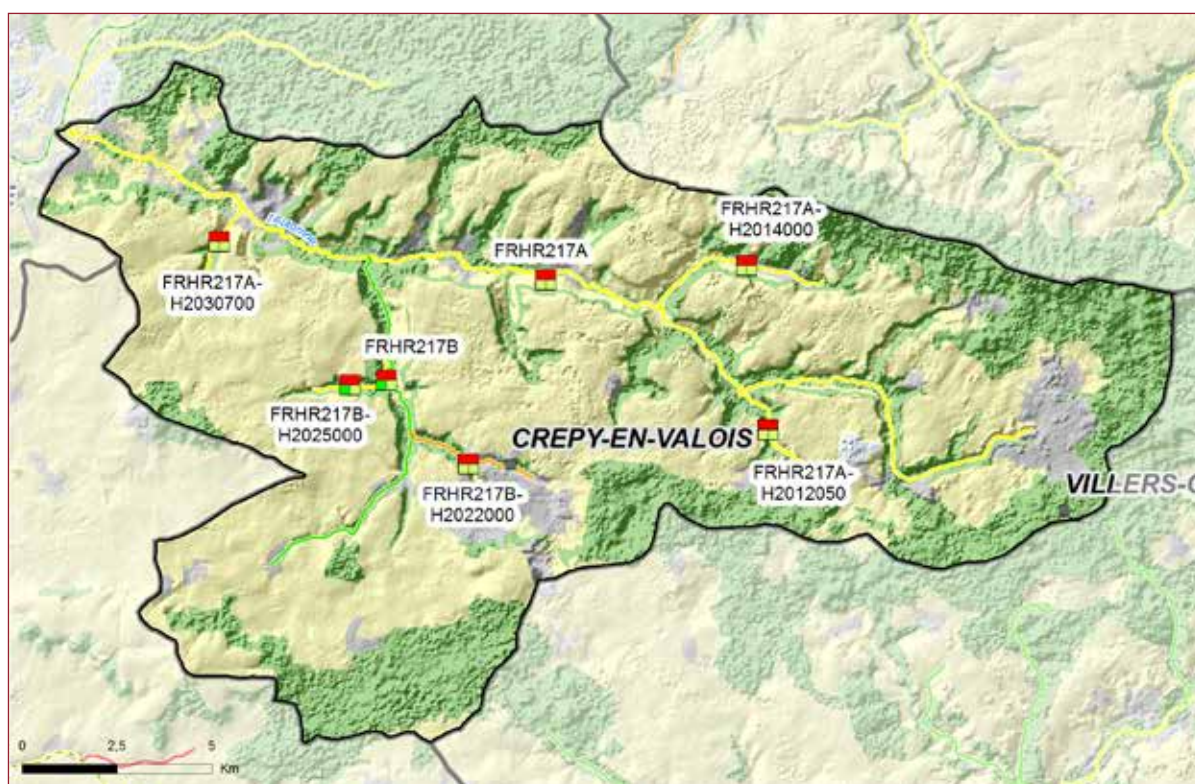 FRHR217A-
H2014000
FRHR217A
FRHR217A-
H2030700
FRHR217B
FRHR217B-
H2025000
CREPY-EN-VALOIS
FRHR217A-
H2012050
FRHR217B-
H2022000
VILLERS-C
0 2,5 5
Km